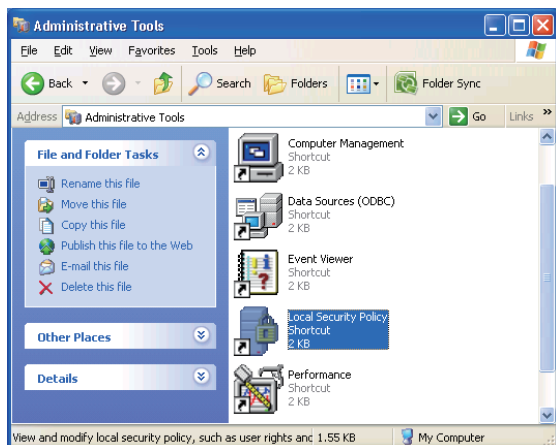 Administrative Tools
File Edit View Favorites Tools Help
Back Search Folders Folder Sync
Address Administrative Tools Go Links »
File and Folder Tasks
Rename this file
Move this file
Copy this file
Publish this file to the Web
E-mail this file
Delete this file
Other Places
Details
Computer Management
Shortcut
2 KB
Data Sources (ODBC)
Shortcut
2 KB
Event Viewer
Shortcut
2 KB
Local Security Policy
Shortcut
2 KB
Performance
Shortcut
2 KB
View and modify local security policy, such as user rights and 1.55 KB My Computer